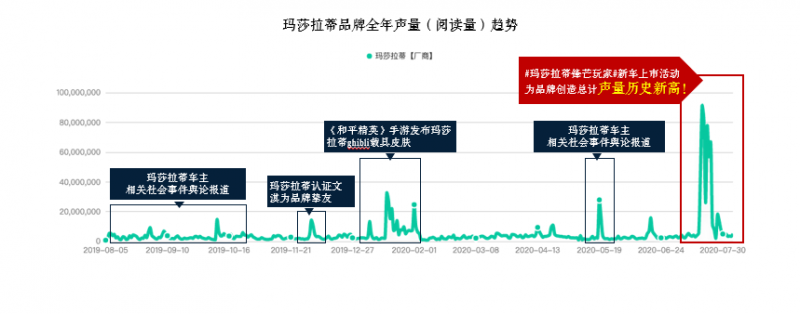 玛莎拉蒂品牌全年声量（阅读量）趋势
玛莎拉蒂【厂商】
#玛莎拉蒂锋芒玩家#新车上市活动
为品牌创造总计声量历史新高！
100,000,000
80,000,000
60,000,000
40,000,000
20,000,000
0
玛莎拉蒂车主
相关社会事件舆论报道
玛莎拉蒂认证文
淇为品牌挚友
《和平精英》手游发布玛莎
拉蒂ghibli载具皮肤
玛莎拉蒂车主
相关社会事件舆论报道
2019-08-05
2019-09-10
2019-10-16
2019-11-21
2019-12-27
2020-02-01
2020-03-08
2020-04-13
2020-05-19
2020-06-24
2020-07-30